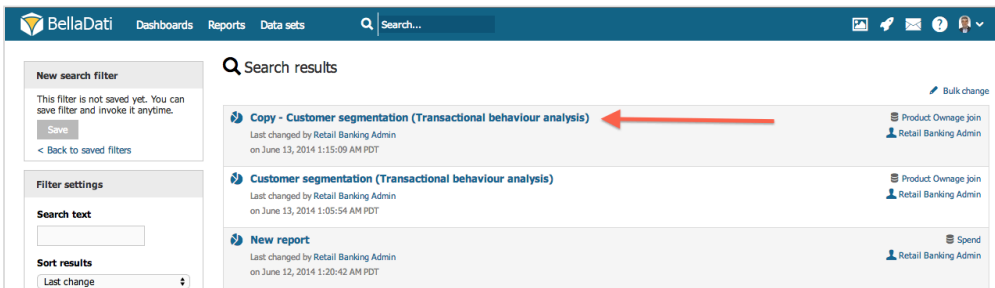 BellaDati Dashboards Reports Data sets Search... ?
New search filter
This filter is not saved yet. You can
save filter and invoke it anytime.
Save
< Back to saved filters
Filter settings
Search text
Sort results
Last change
Search results
Bulk change
Copy - Customer segmentation (Transactional behaviour analysis)
Last changed by Retail Banking Admin
on June 13, 2014 1:15:09 AM PDT
Product Ownage join
Retail Banking Admin
Customer segmentation (Transactional behaviour analysis)
Last changed by Retail Banking Admin
on June 13, 2014 1:05:54 AM PDT
Product Ownage join
Retail Banking Admin
New report
Last changed by Retail Banking Admin
on June 12, 2014 1:20:42 AM PDT
Spend
Retail Banking Admin